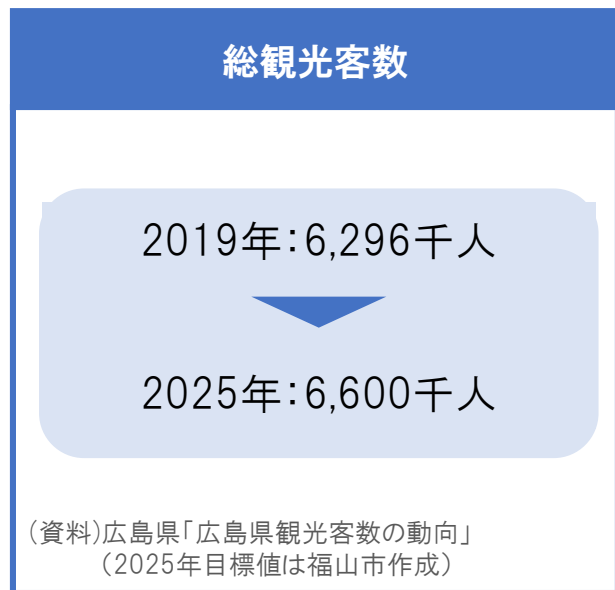 総観光客数
2019年：6,296千人
2025年：6,600千人
（資料）広島県「広島県観光客数の動向」
（2025年目標値は福山市作成）